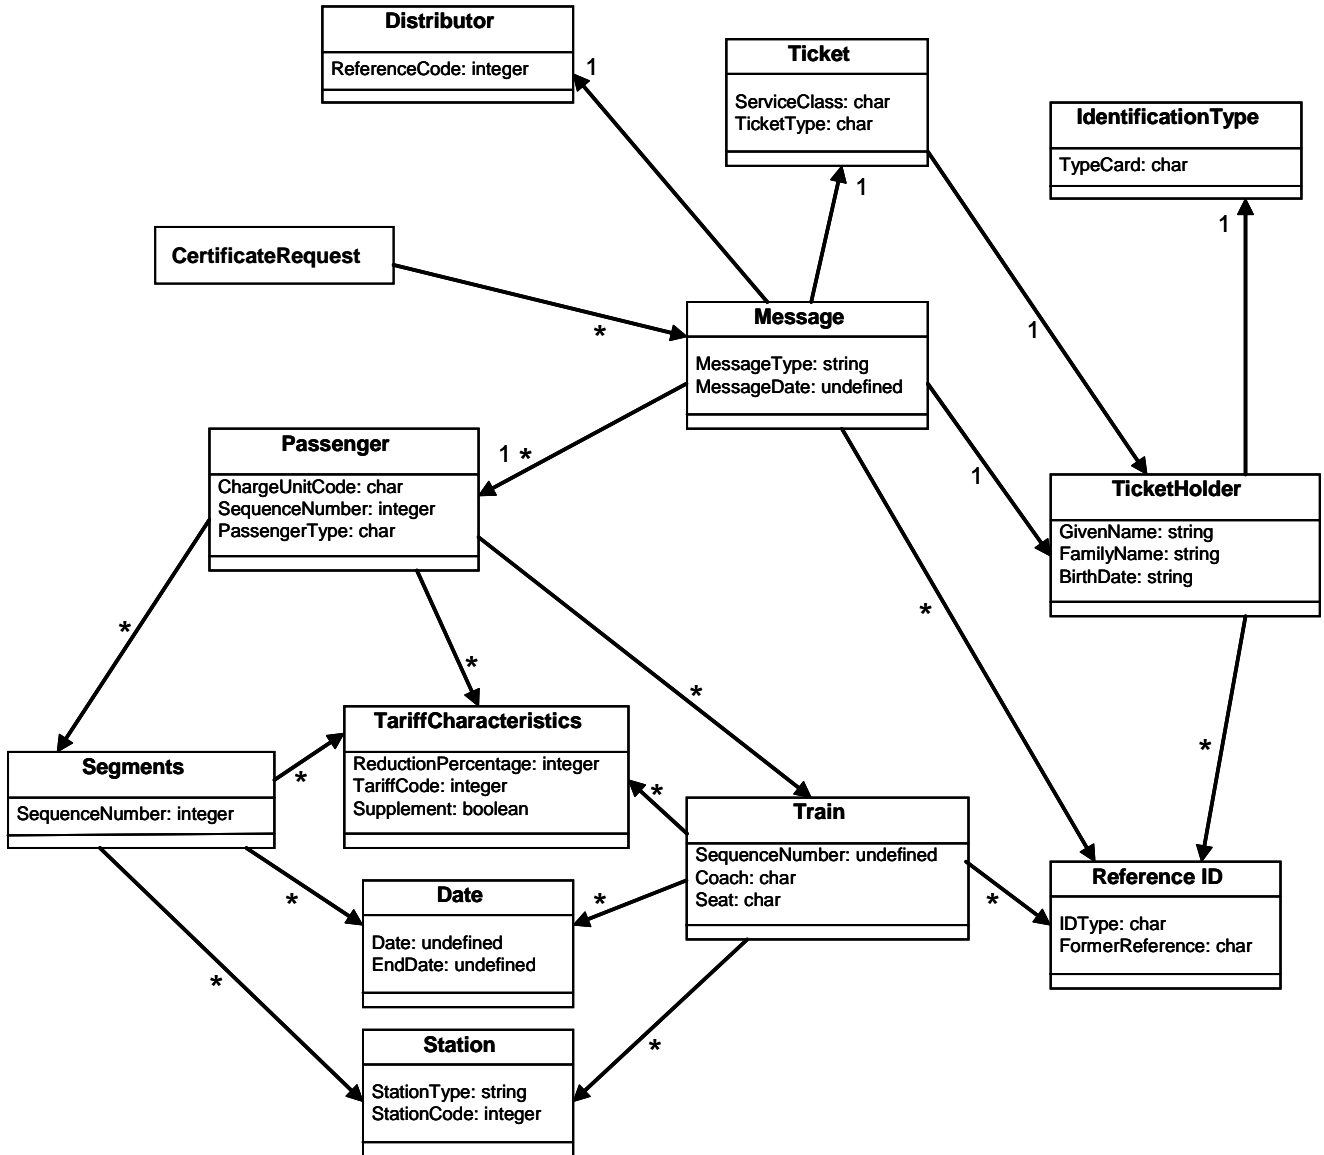 Distributor
ReferenceCode: integer
1
Ticket
ServiceClass: char
TicketType: char
1
IdentificationType
TypeCard: char
1
CertificateRequest
*
Message
MessageType: string
MessageDate: undefined
1
1
Passenger
ChargeUnitCode: char
SequenceNumber: integer
PassengerType: char
1 *
TicketHolder
GivenName: string
FamilyName: string
BirthDate: string
*
*
*
*
*
Segments
SequenceNumber: integer
*
TariffCharacteristics
ReductionPercentage: integer
TariffCode: integer
Supplement: boolean
*
Train
SequenceNumber: undefined
Coach: char
Seat: char
*
Reference ID
IDType: char
FormerReference: char
*
Date
Date: undefined
EndDate: undefined
*
*
Station
StationType: string
StationCode: integer
*